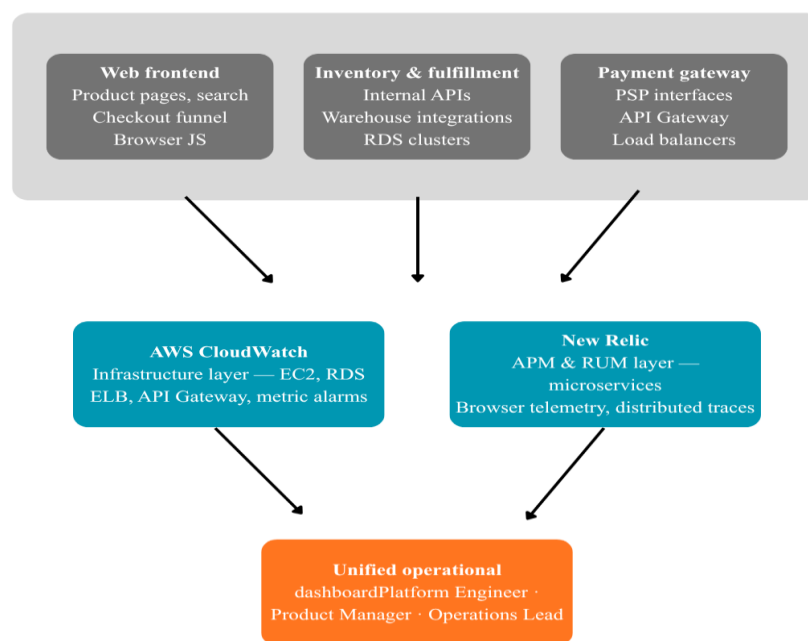 Web frontend
Product pages, search
Checkout funnel
Browser JS
Inventory & fulfillment
Internal APIs
Warehouse integrations
RDS clusters
Payment gateway
PSP interfaces
API Gateway
Load balancers
AWS CloudWatch
Infrastructure layer — EC2, RDS
ELB, API Gateway, metric alarms
New Relic
APM & RUM layer —
microservices
Browser telemetry, distributed traces
Unified operational
dashboardPlatform Engineer ·
Product Manager · Operations Lead